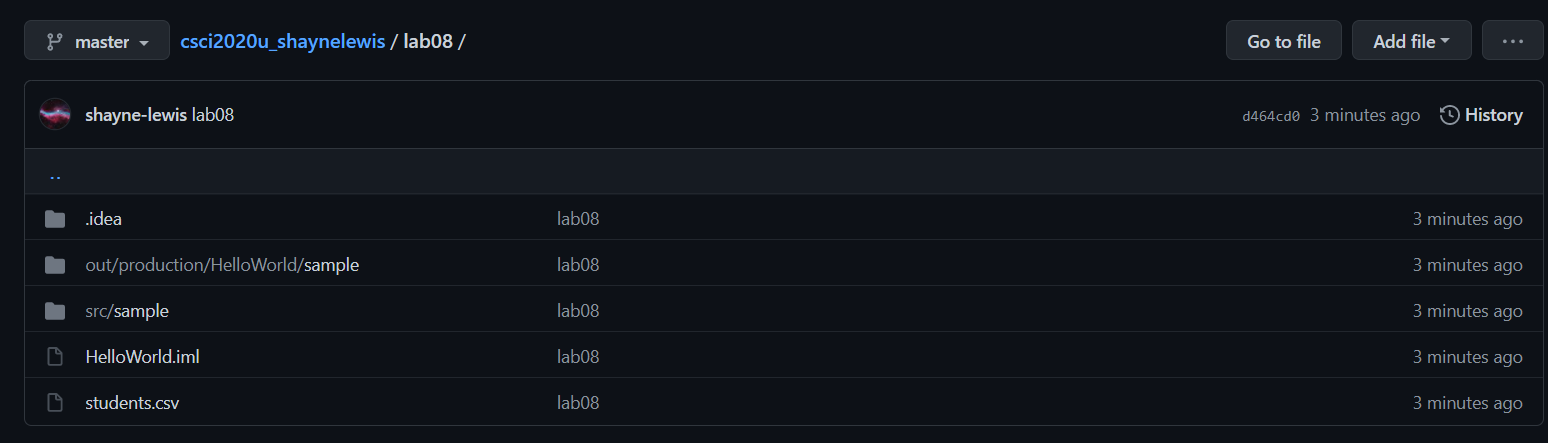 master csci2020u_shaynelewis / lab08 / Go to file Add file ...
shayne-lewis lab08 d464cd0 3 minutes ago History
..
.idea lab08 3 minutes ago
out/production/HelloWorld/sample lab08 3 minutes ago
src/sample lab08 3 minutes ago
HelloWorld.iml lab08 3 minutes ago
students.csv lab08 3 minutes ago